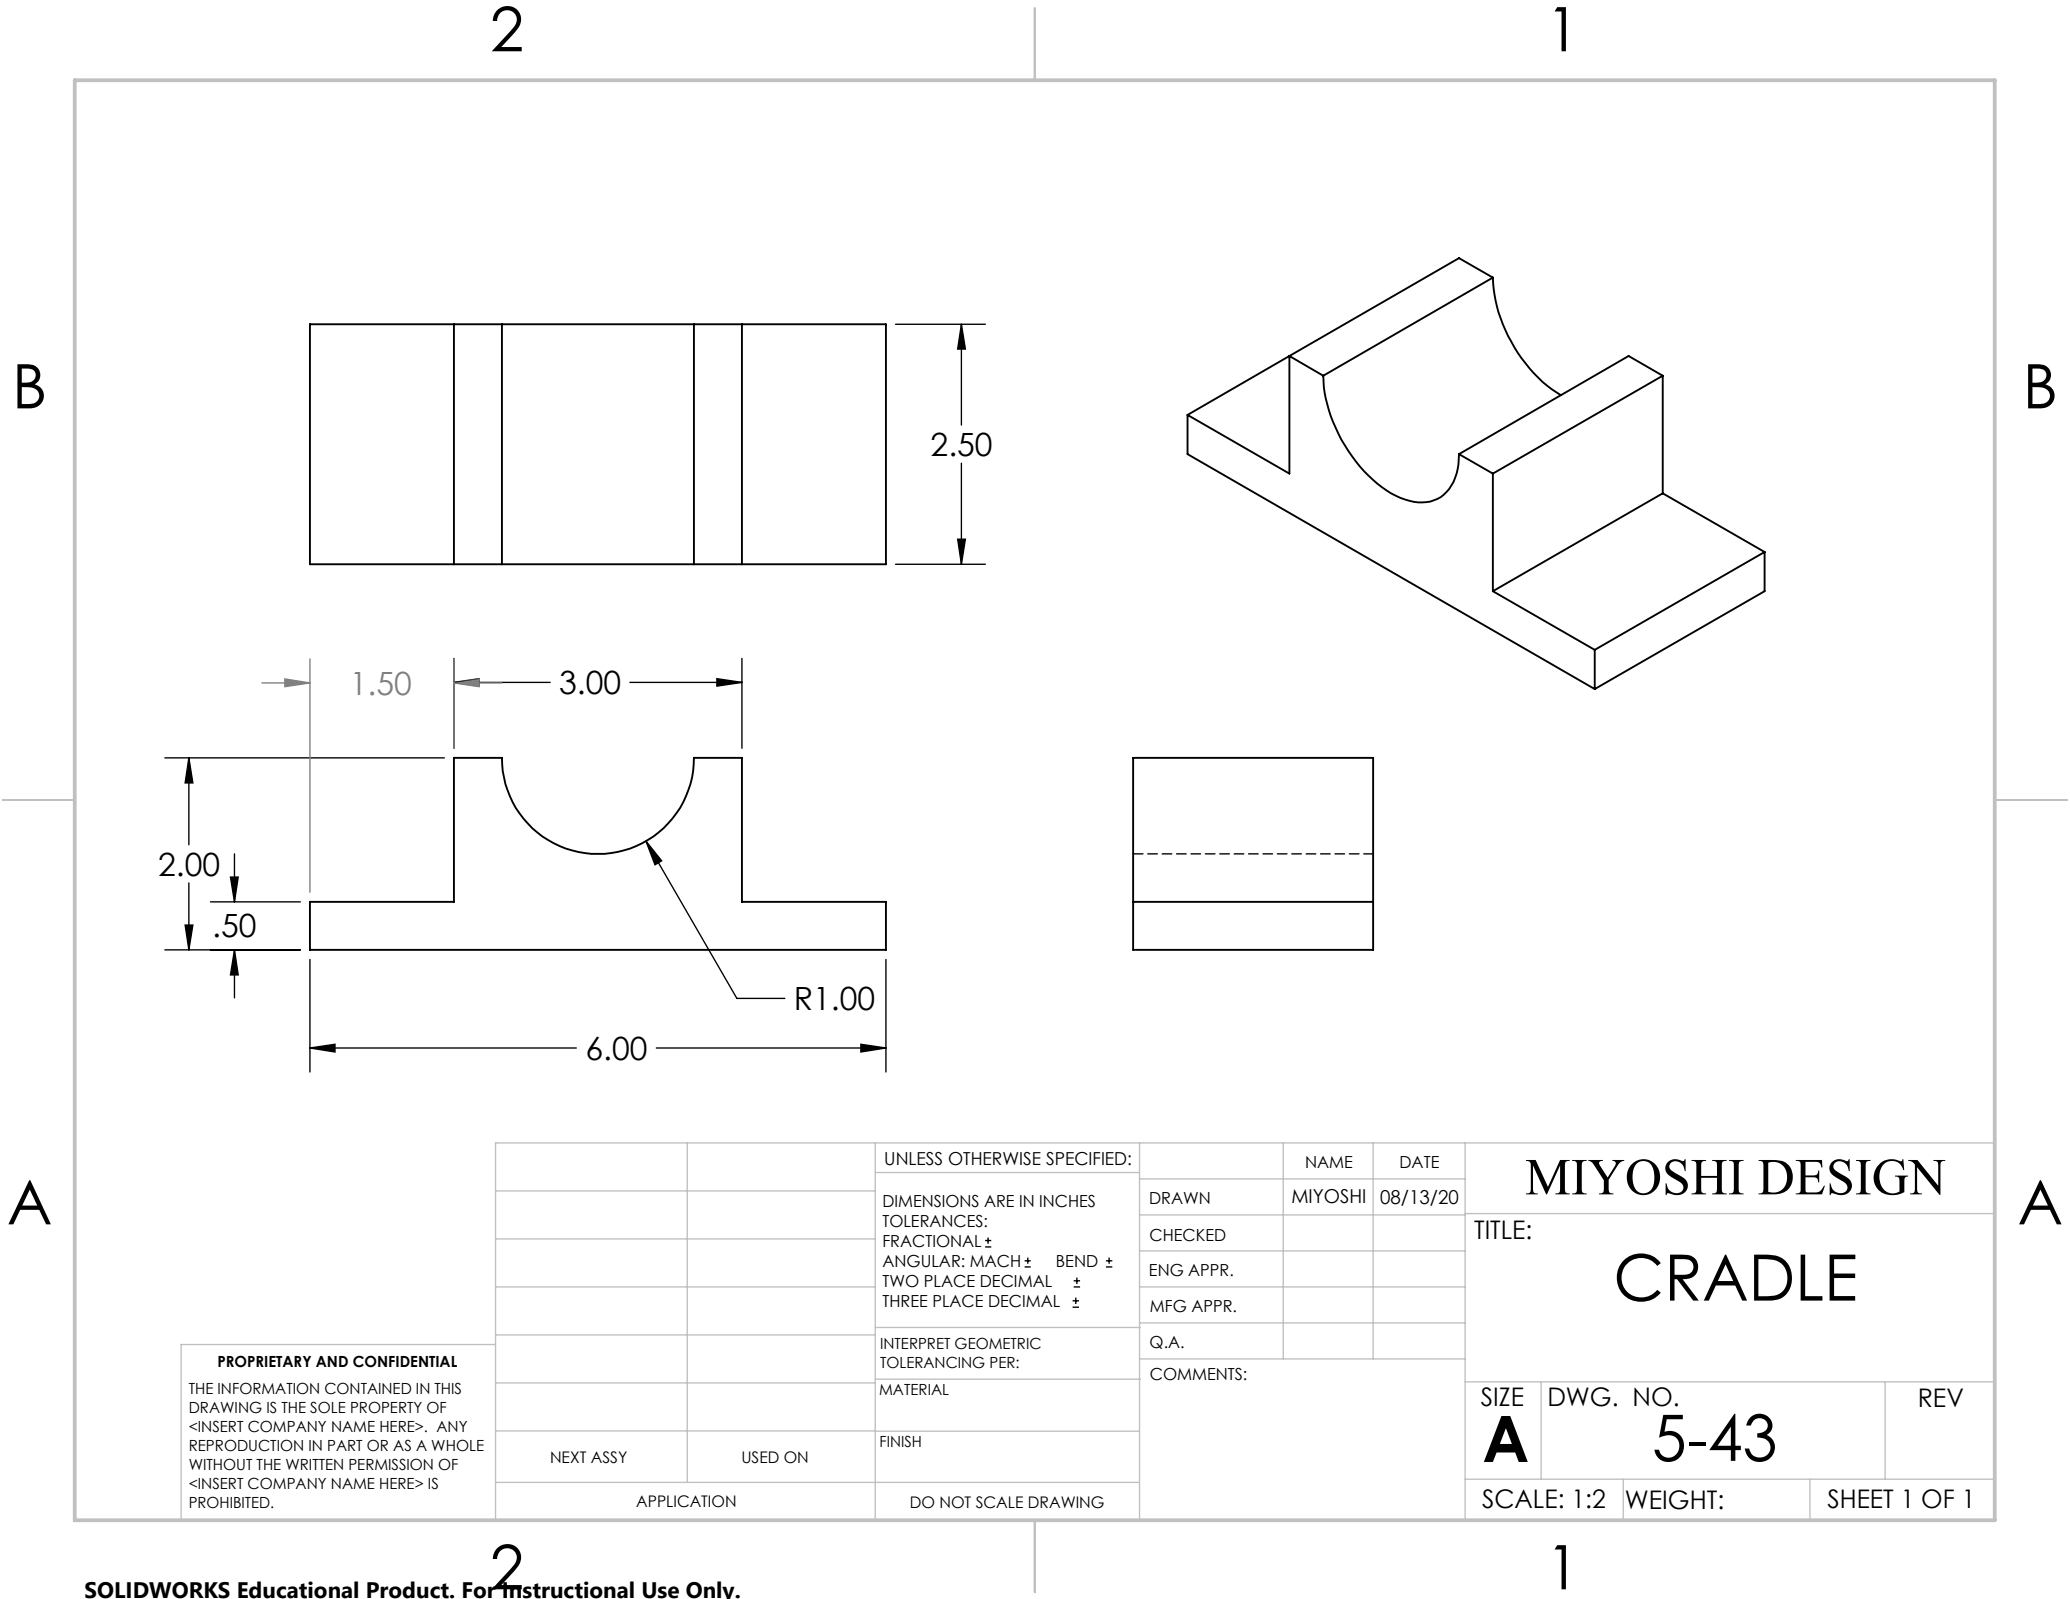 2
1
B
B
2.50
1.50
3.00
2.00
.50
R1.00
6.00
A
A
UNLESS OTHERWISE SPECIFIED:
DIMENSIONS ARE IN INCHES
TOLERANCES:
FRACTIONAL ±
ANGULAR: MACH ± BEND ±
TWO PLACE DECIMAL ±
THREE PLACE DECIMAL ±
INTERPRET GEOMETRIC
TOLERANCING PER:
MATERIAL
FINISH
DO NOT SCALE DRAWING
NAME DATE
DRAWN MIYOSHI 08/13/20
CHECKED
ENG APPR.
MFG APPR.
Q.A.
COMMENTS:
MIYOSHI DESIGN
TITLE:
CRADLE
SIZE DWG. NO. REV
A 5-43
SCALE: 1:2 WEIGHT: SHEET 1 OF 1
PROPRIETARY AND CONFIDENTIAL
THE INFORMATION CONTAINED IN THIS
DRAWING IS THE SOLE PROPERTY OF
<INSERT COMPANY NAME HERE>. ANY
REPRODUCTION IN PART OR AS A WHOLE
WITHOUT THE WRITTEN PERMISSION OF
<INSERT COMPANY NAME HERE> IS
PROHIBITED.
NEXT ASSY USED ON
APPLICATION
2
1
SOLIDWORKS Educational Product. For Instructional Use Only.